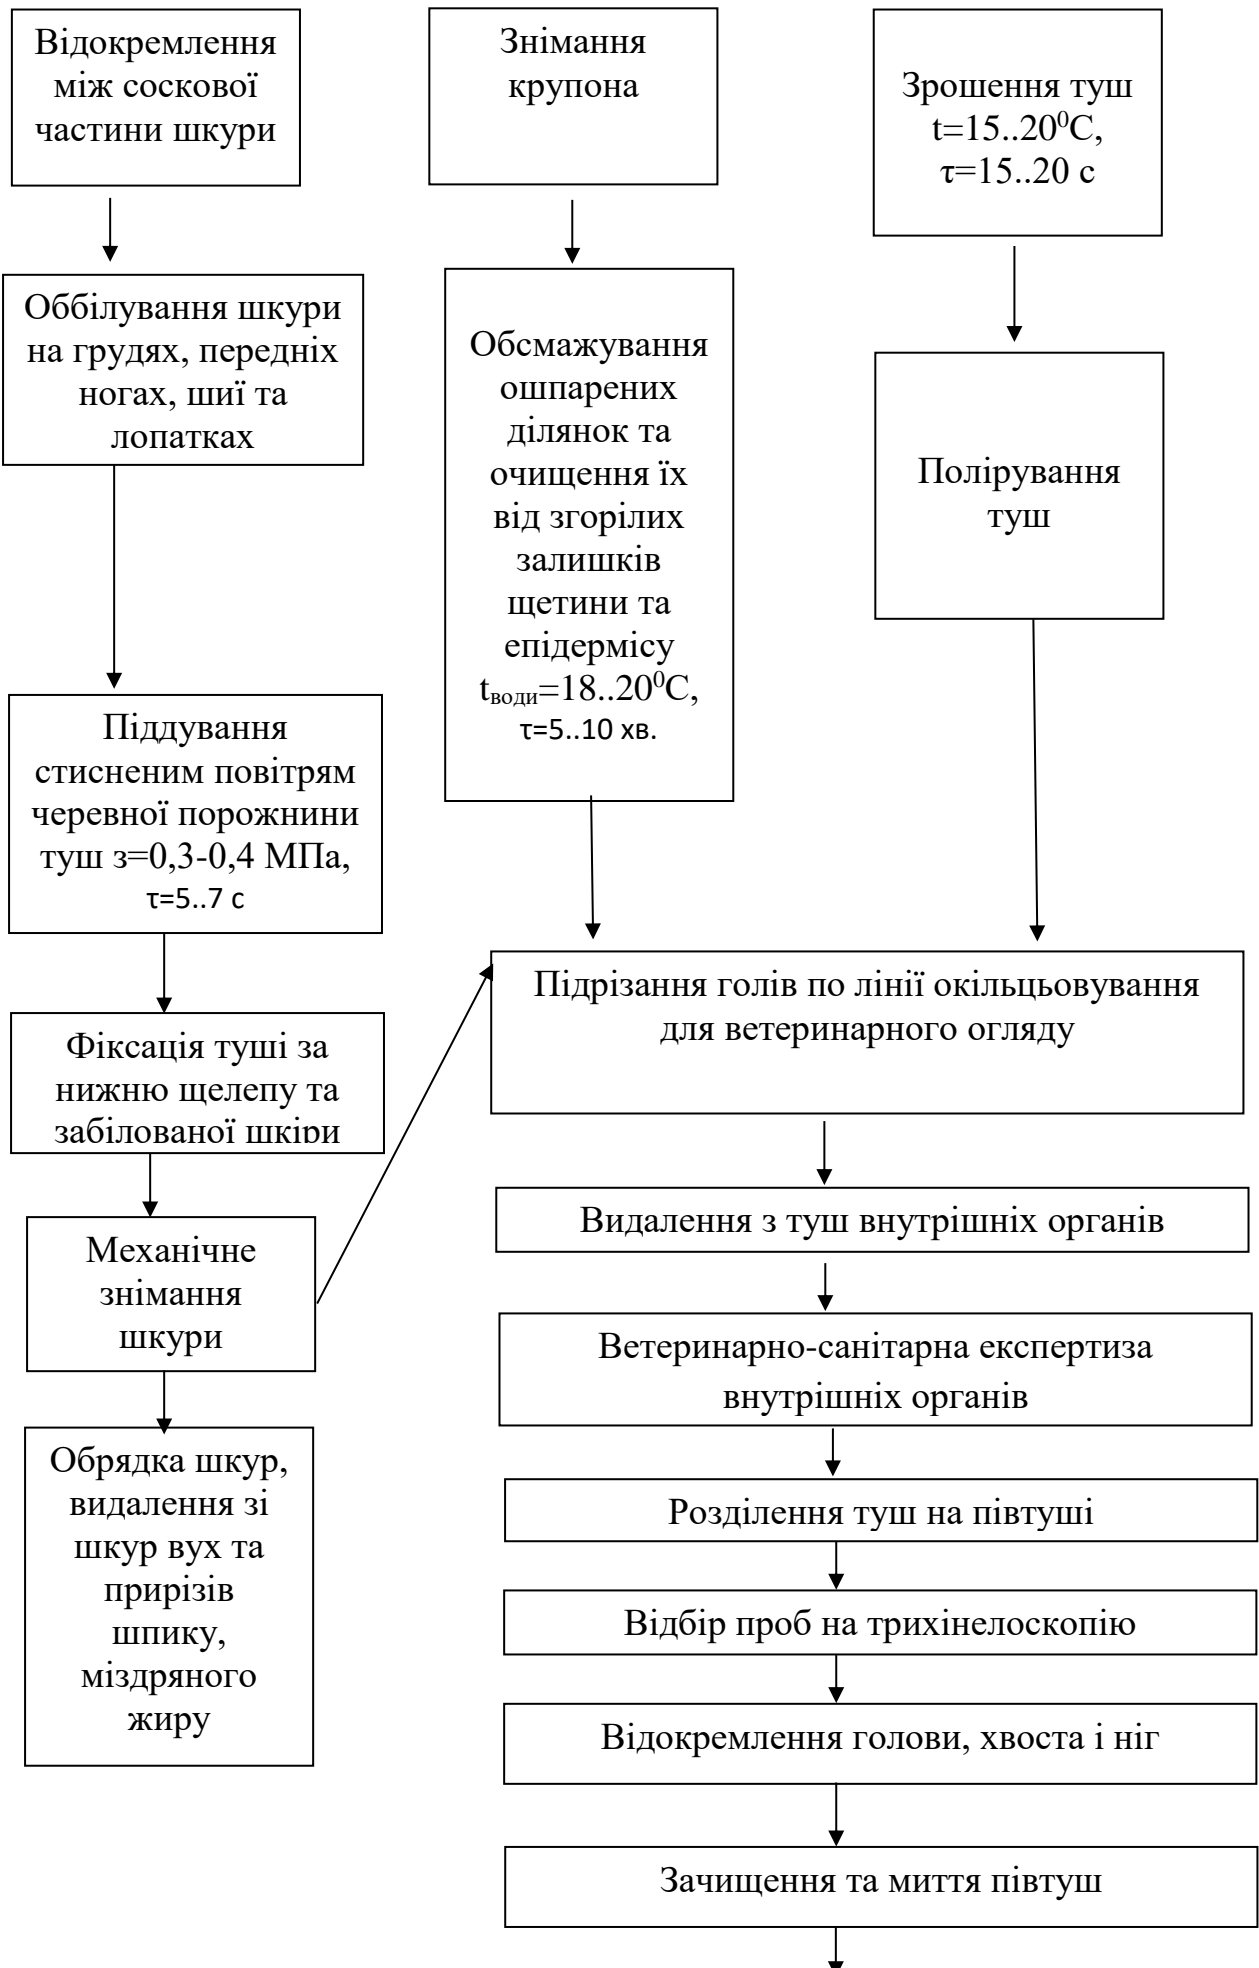 Відокремлення
між соскової
частини шкури
Знімання
крупона
Зрошення туш
t=15..20⁰С,
τ=15..20 с
Оббілування шкури
на грудях, передніх
ногах, шиї та
лопатках
Обсмажування
ошпарених
ділянок та
очищення їх
від згорілих
залишків
щетини та
епідермісу
tводи=18..20⁰С,
τ=5..10 хв.
Полірування
туш
Піддування
стисненим повітрям
черевної порожнини
туш з=0,3-0,4 МПа,
τ=5..7 с
Фіксація туші за
нижню щелепу та
забілованої шкіри
Механічне
знімання
шкури
Обрядка шкур,
видалення зі
шкур вух та
прирізів
шпику,
міздряного
жиру
Підрізання голів по лінії окільцьовування
для ветеринарного огляду
Видалення з туш внутрішніх органів
Ветеринарно-санітарна експертиза
внутрішніх органів
Розділення туш на півтуші
Відбір проб на трихінелоскопію
Відокремлення голови, хвоста і ніг
Зачищення та миття півтуш